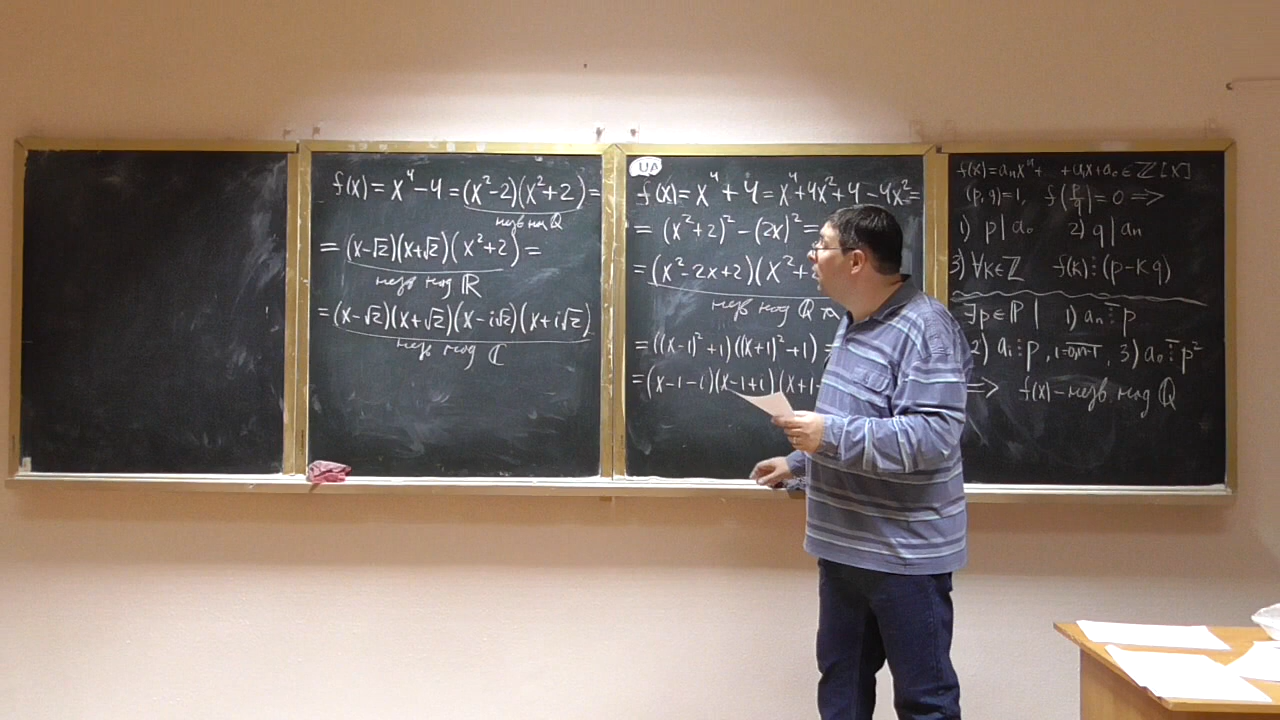 f(x) = x⁴ − 4 = (x² − 2)(x² + 2) =
незв над ℚ
= (x−√2)(x+√2)(x² + 2) =
незв над ℝ
= (x−√2)(x+√2)(x−i√2)(x+i√2)
незв над ℂ
UA
f(x) = x⁴ + 4 = x⁴ + 4x² + 4 − 4x² =
= (x² + 2)² − (2x)² =
= (x² − 2x + 2)(x² +
незв над ℚ
= ((x−1)² + 1)((x+1)² + 1) =
= (x−1−i)(x−1+i)(x+1
f(x) = aₙxⁿ + + a₁x + a₀ ∈ ℤ[x]
(p, q) = 1, f(p/q) = 0 =>
1) p | a₀ 2) q | aₙ
3) ∀k∈ℤ f(k) ⋮ (p − kq)
∃p ∈ ℙ | 1) aₙ ⋮̅ p
2) aᵢ ⋮ p, i = 0,n-1, 3) a₀ ⋮̅ p²
=> f(x) − незв. над ℚ